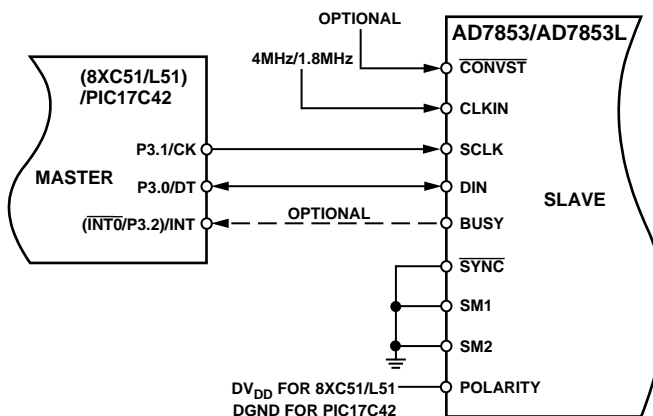 OPTIONAL
AD7853/AD7853L
4MHz/1.8MHz
CONVST
(8XC51/L51)
/PIC17C42
CLKIN
P3.1/CK
SCLK
MASTER
P3.0/DT
DIN
SLAVE
OPTIONAL
(INT0/P3.2)/INT
BUSY
SYNC
SM1
SM2
DVDD FOR 8XC51/L51
DGND FOR PIC17C42
POLARITY